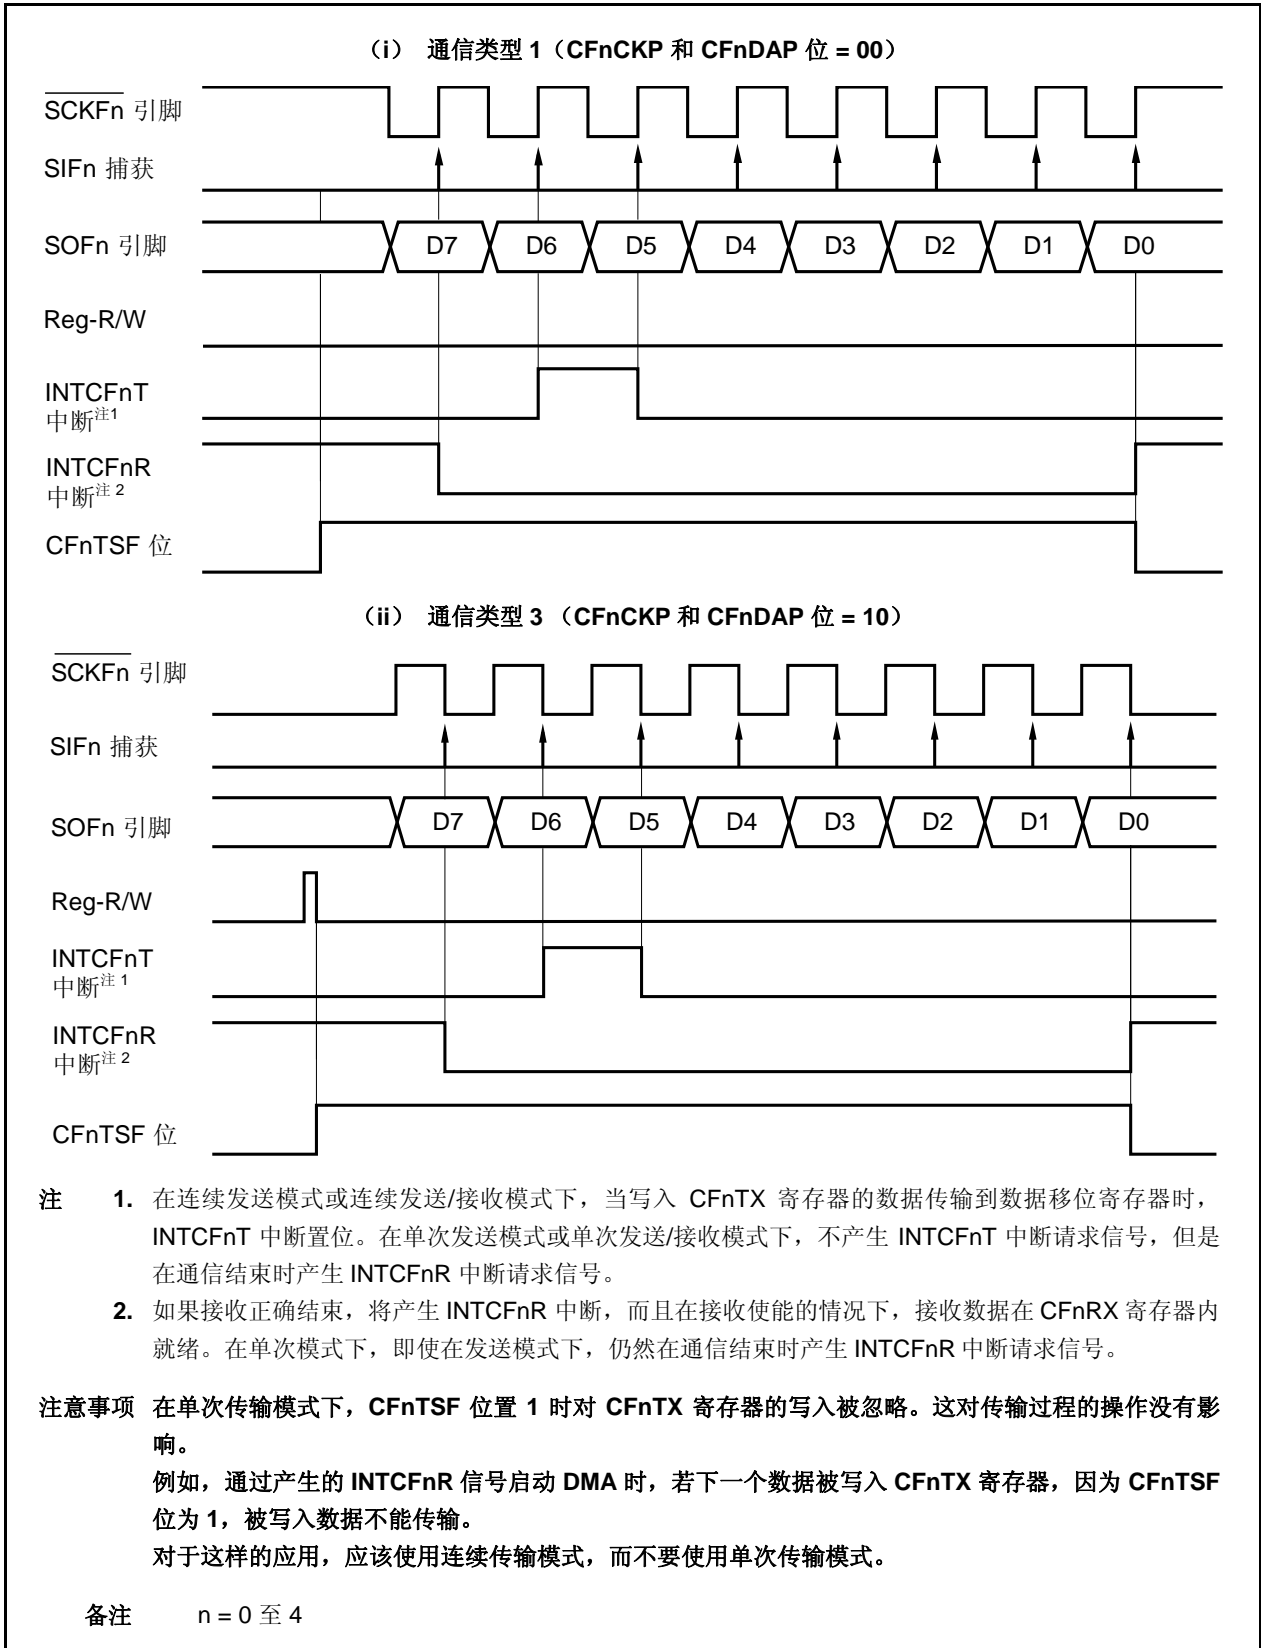 （i） 通信类型 1（CFnCKP 和 CFnDAP 位 = 00）
SCKFn 引脚
SIFn 捕获
SOFn 引脚 D7 D6 D5 D4 D3 D2 D1 D0
Reg-R/W
INTCFnT
中断注1
INTCFnR
中断注 2
CFnTSF 位
（ii） 通信类型 3 （CFnCKP 和 CFnDAP 位 = 10）
SCKFn 引脚
SIFn 捕获
SOFn 引脚 D7 D6 D5 D4 D3 D2 D1 D0
Reg-R/W
INTCFnT
中断注 1
INTCFnR
中断注 2
CFnTSF 位
注 1. 在连续发送模式或连续发送/接收模式下，当写入 CFnTX 寄存器的数据传输到数据移位寄存器时，
INTCFnT 中断置位。在单次发送模式或单次发送/接收模式下，不产生 INTCFnT 中断请求信号，但是
在通信结束时产生 INTCFnR 中断请求信号。
2. 如果接收正确结束，将产生 INTCFnR 中断，而且在接收使能的情况下，接收数据在 CFnRX 寄存器内
就绪。在单次模式下，即使在发送模式下，仍然在通信结束时产生 INTCFnR 中断请求信号。
注意事项 在单次传输模式下，CFnTSF 位置 1 时对 CFnTX 寄存器的写入被忽略。这对传输过程的操作没有影
响。
例如，通过产生的 INTCFnR 信号启动 DMA 时，若下一个数据被写入 CFnTX 寄存器，因为 CFnTSF
位为 1，被写入数据不能传输。
对于这样的应用，应该使用连续传输模式，而不要使用单次传输模式。
备注 n = 0 至 4